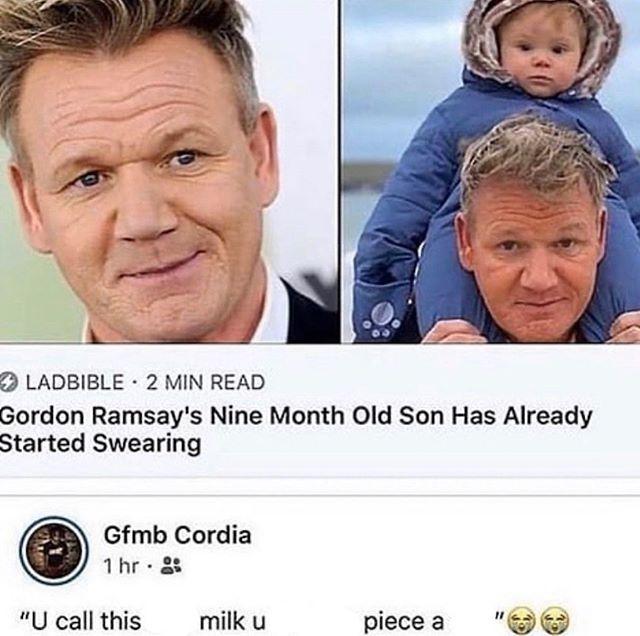 LADBIBLE · 2 MIN READ
Gordon Ramsay's Nine Month Old Son Has Already
Started Swearing
Gfmb Cordia
1 hr ·
"U call this milk u piece a "😭😭